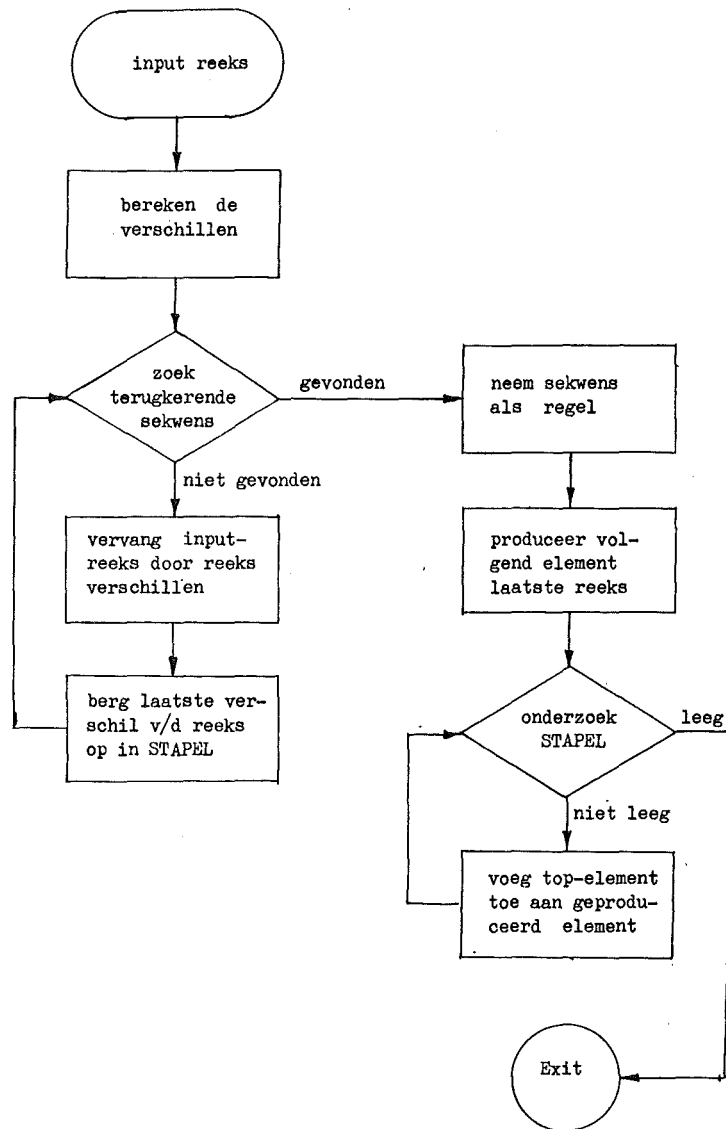 input reeks
bereken de
verschillen
zoek
terugkerende
sekwens
gevonden
niet gevonden
vervang input-
reeks door reeks
verschillen
berg laatste ver-
schil v/d reeks
op in STAPEL
neem sekwens
als regel
produceer vol-
gend element
laatste reeks
onderzoek
STAPEL
leeg
niet leeg
voeg top-element
toe aan geprodu-
ceerd element
Exit